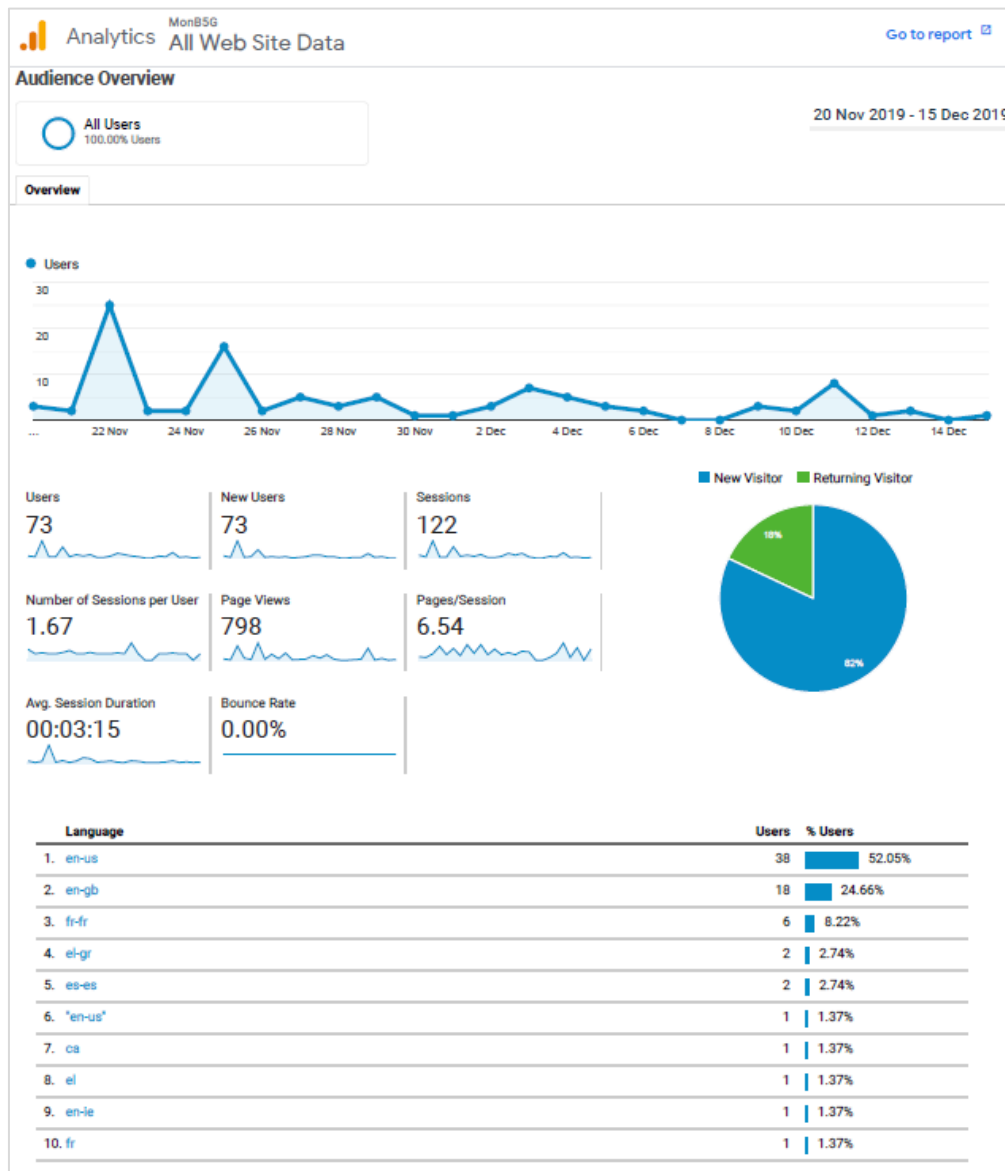 MonB5G
Analytics All Web Site Data
Go to report
Audience Overview
All Users
100.00% Users
20 Nov 2019 - 15 Dec 2019
Overview
Users
30
20
10
... 22 Nov 24 Nov 26 Nov 28 Nov 30 Nov 2 Dec 4 Dec 6 Dec 8 Dec 10 Dec 12 Dec 14 Dec
New Visitor Returning Visitor
Users New Users Sessions
73 73 122
18%
82%
Number of Sessions per User Page Views Pages/Session
1.67 798 6.54
Avg. Session Duration Bounce Rate
00:03:15 0.00%
Language Users % Users
1. en-us 38 52.05%
2. en-gb 18 24.66%
3. fr-fr 6 8.22%
4. el-gr 2 2.74%
5. es-es 2 2.74%
6. "en-us" 1 1.37%
7. ca 1 1.37%
8. el 1 1.37%
9. en-ie 1 1.37%
10. fr 1 1.37%